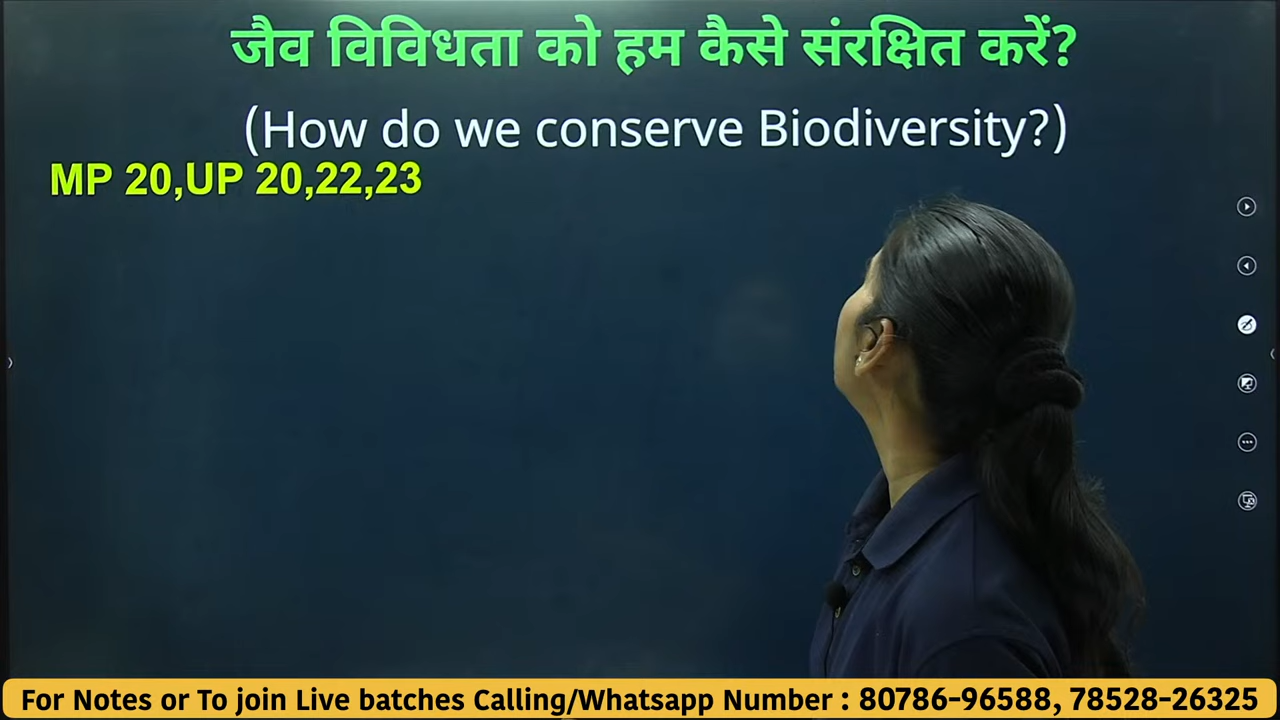 जैव विविधता को हम कैसे संरक्षित करें?
(How do we conserve Biodiversity?)
MP 20,UP 20,22,23
For Notes or To join Live batches Calling/Whatsapp Number : 80786-96588, 78528-26325